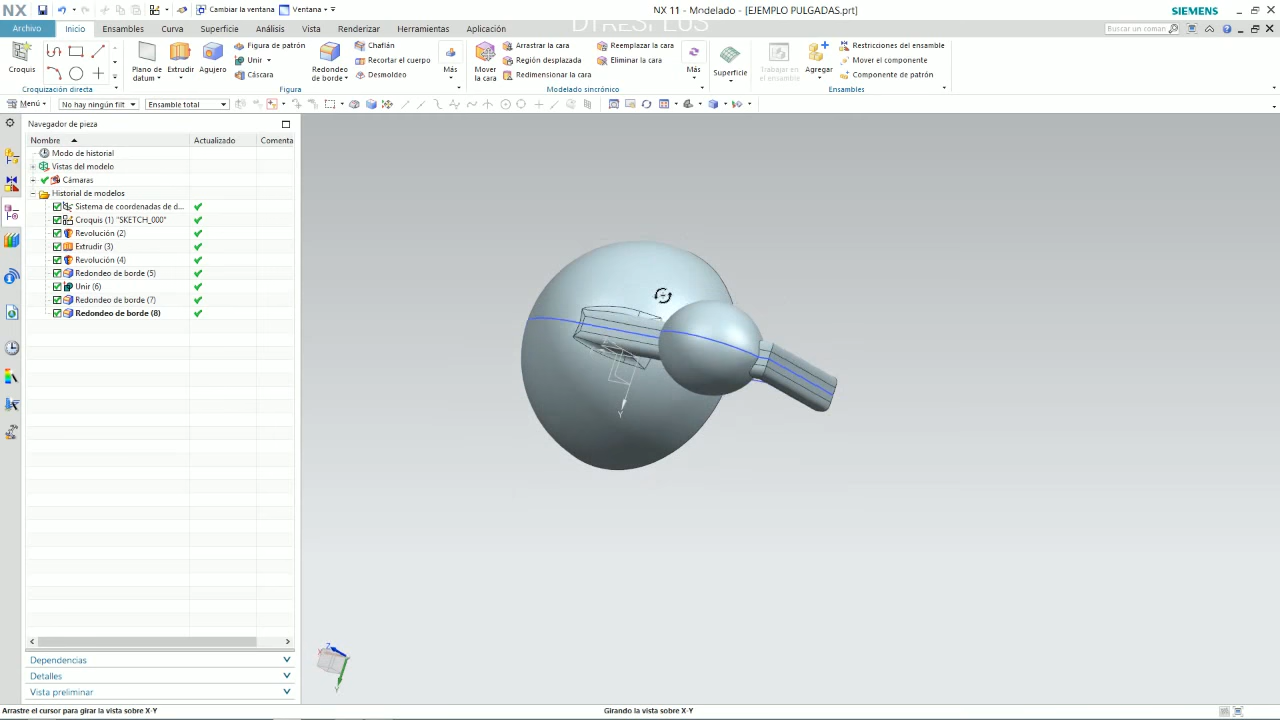 NX
Cambiar la ventana
Ventana
NX 11 - Modelado - [EJEMPLO PULGADAS.prt]
SIEMENS
DTRESPLUS
Archivo
Inicio
Ensambles
Curva
Superficie
Análisis
Vista
Renderizar
Herramientas
Aplicación
Buscar un coman
Croquis
Croquización directa
Plano de datum
Extrudir
Agujero
Figura de patrón
Unir
Cáscara
Redondeo de borde
Chaflán
Recortar el cuerpo
Desmoldeo
Más
Figura
Mover la cara
Arrastrar la cara
Región desplazada
Redimensionar la cara
Reemplazar la cara
Eliminar la cara
Más
Modelado sincrónico
Superficie
Trabajar en el ensamble
Agregar
Restricciones del ensamble
Mover el componente
Componente de patrón
Ensambles
Menú
No hay ningún filt
Ensamble total
Navegador de pieza
Nombre
Actualizado
Comenta
Modo de historial
Vistas del modelo
Cámaras
Historial de modelos
Sistema de coordenadas de d...
Croquis (1) "SKETCH_000"
Revolución (2)
Extrudir (3)
Revolución (4)
Redondeo de borde (5)
Unir (6)
Redondeo de borde (7)
Redondeo de borde (8)
Y
Z
X
Y
Dependencias
Detalles
Vista preliminar
Arrastre el cursor para girar la vista sobre X-Y
Girando la vista sobre X-Y